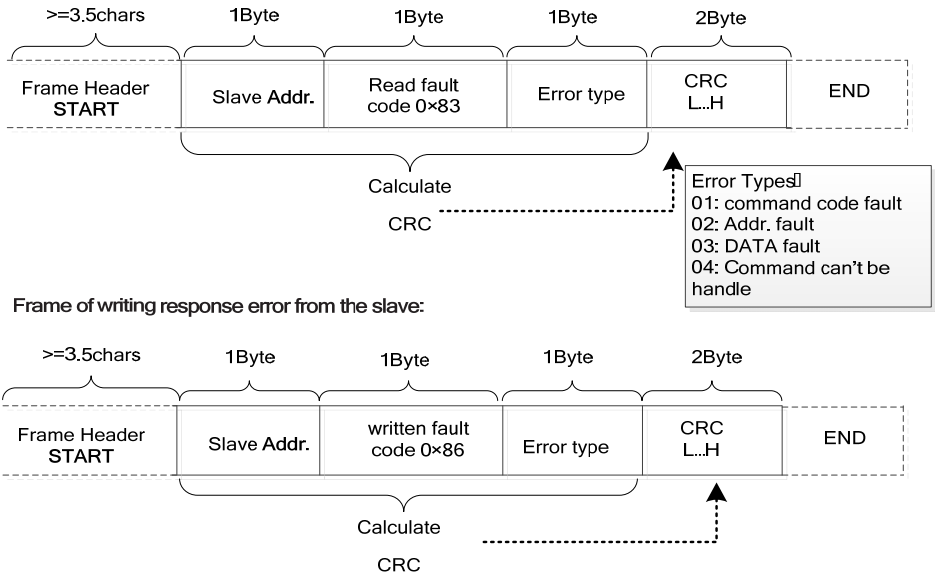 >=3.5chars 1Byte 1Byte 1Byte 2Byte
Frame Header
START
Slave Addr.
Read fault
code 0×83
Error type
CRC
L...H
END
Calculate
CRC
Error Types
01: command code fault
02: Addr. fault
03: DATA fault
04: Command can't be
handle
Frame of writing response error from the slave:
>=3.5chars 1Byte 1Byte 1Byte 2Byte
Frame Header
START
Slave Addr.
written fault
code 0×86
Error type
CRC
L...H
END
Calculate
CRC